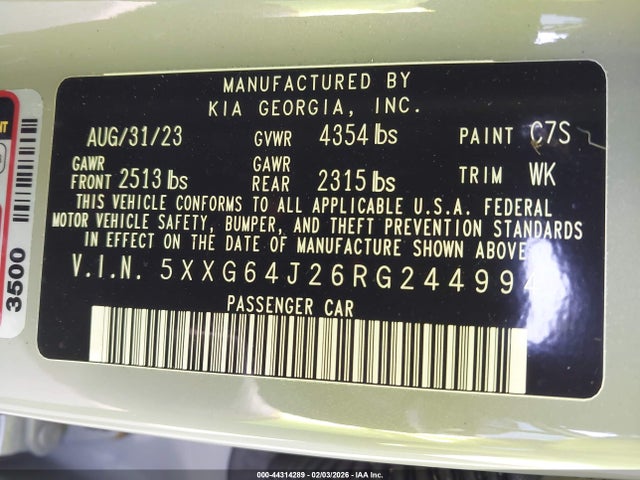 MANUFACTURED BY
KIA GEORGIA, INC.
AUG/31/23 GVWR 4354 lbs PAINT C7S
GAWR FRONT 2513 lbs GAWR REAR 2315 lbs TRIM WK
THIS VEHICLE CONFORMS TO ALL APPLICABLE U.S.A. FEDERAL
MOTOR VEHICLE SAFETY, BUMPER, AND THEFT PREVENTION STANDARDS
IN EFFECT ON THE DATE OF MANUFACTURE SHOWN ABOVE
V.I.N. 5XXG64J26RG244994
PASSENGER CAR
3500
000-44314289 - 02/03/2026 - IAA Inc.